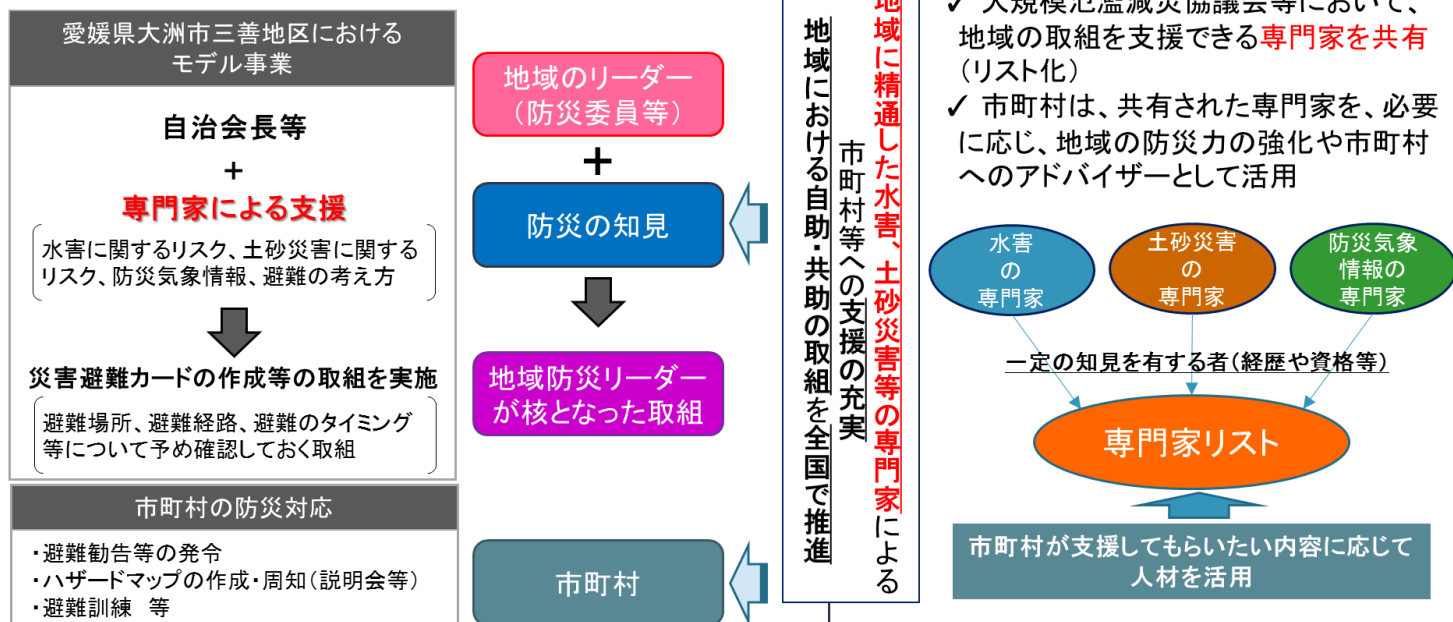 愛媛県大洲市三善地区における
モデル事業
自治会長等
+
専門家による支援
水害に関するリスク、土砂災害に関する
リスク、防災気象情報、避難の考え方
災害避難カードの作成等の取組を実施
避難場所、避難経路、避難のタイミング
等について予め確認しておく取組
市町村の防災対応
・避難勧告等の発令
・ハザードマップの作成・周知(説明会等)
・避難訓練 等
地域のリーダー
(防災委員等)
+
防災の知見
地域防災リーダー
が核となった取組
市町村
地域に精通した水害、土砂災害等の専門家による
市町村等への支援の充実
地域における自助・共助の取組を全国で推進
✓ 大規模氾濫減災協議会等において、
地域の取組を支援できる専門家を共有
(リスト化)
✓ 市町村は、共有された専門家を、必要
に応じ、地域の防災力の強化や市町村
へのアドバイザーとして活用
水害
の
専門家
土砂災害
の
専門家
防災気象
情報の
専門家
一定の知見を有する者(経歴や資格等)
専門家リスト
市町村が支援してもらいたい内容に応じて
人材を活用